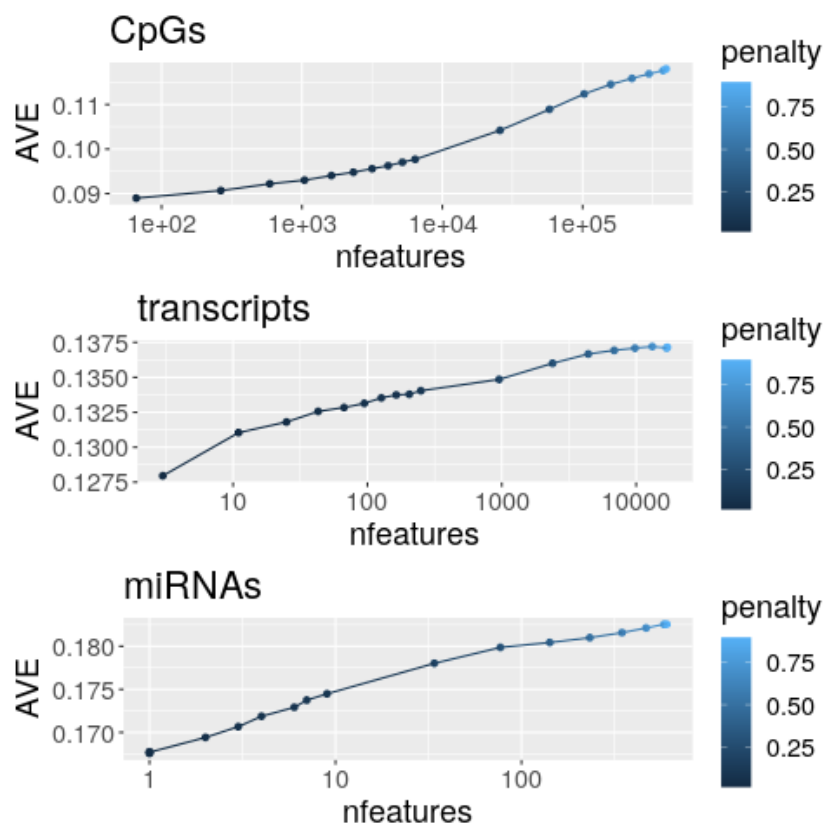 CpGs
AVE
0.11
0.10
0.09
1e+02 1e+03 1e+04 1e+05
nfeatures
penalty
0.75
0.50
0.25
transcripts
AVE
0.1375
0.1350
0.1325
0.1300
0.1275
10 100 1000 10000
nfeatures
penalty
0.75
0.50
0.25
miRNAs
AVE
0.180
0.175
0.170
1 10 100
nfeatures
penalty
0.75
0.50
0.25